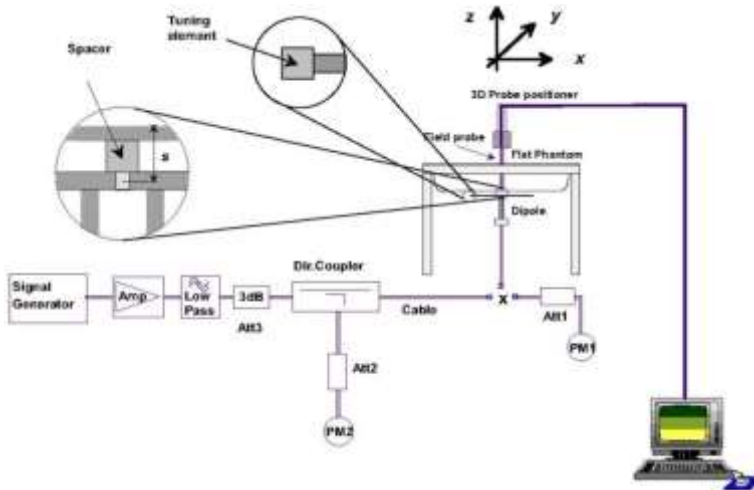 Tuning
element
Spacer
z
y
x
3D Probe positioner
Field probe
Flat Phantom
s
Dipole
Dir.Coupler
Signal
Generator
Amp
Low
Pass
3dB
Cable
x
Att3
Att1
PM1
Att2
PM2